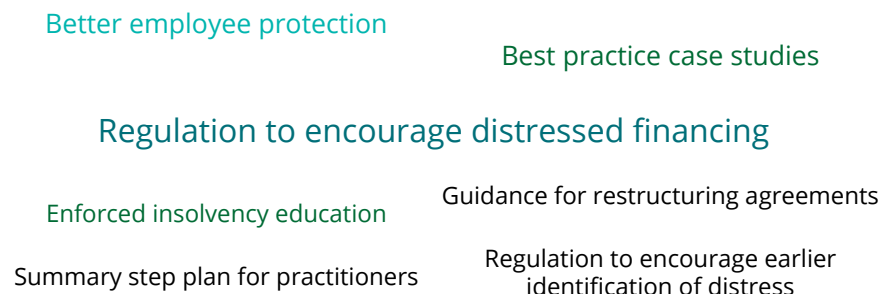 Better employee protection
Best practice case studies
Regulation to encourage distressed financing
Guidance for restructuring agreements
Enforced insolvency education
Regulation to encourage earlier
identification of distress
Summary step plan for practitioners